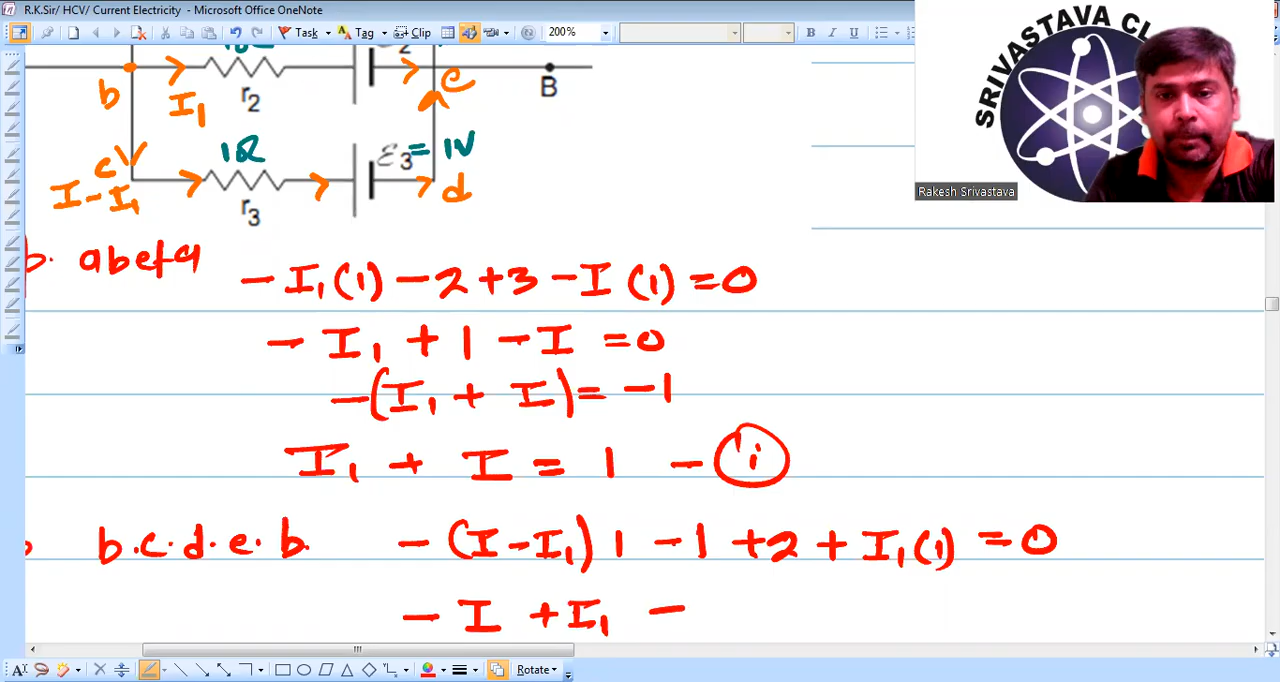 R.K.Sir/ HCV/ Current Electricity - Microsoft Office OneNote
Task Tag Clip 200% B I U
SRIVASTAVA CL
Rakesh Srivastava
b I₁ r₂ e B
c 1Ω ℰ₃ = 1V
I-I₁ r₃ d
b. abefa -I₁(1) -2+3 -I(1) =0
-I₁ + 1 -I =0
-(I₁ + I) = -1
I₁ + I = 1 - (i)
b.c.d.e.b. -(I-I₁)1 -1 +2 + I₁(1) =0
-I +I₁ -
Rotate